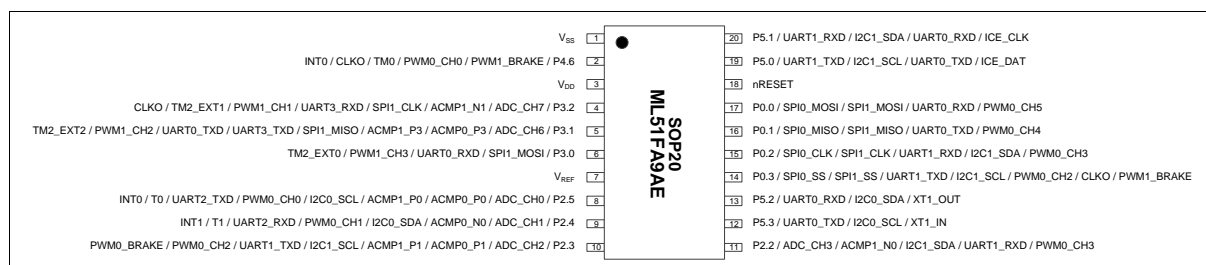 VSS 1
INT0 / CLKO / TM0 / PWM0_CH0 / PWM1_BRAKE / P4.6 2
VDD 3
CLKO / TM2_EXT1 / PWM1_CH1 / UART3_RXD / SPI1_CLK / ACMP1_N1 / ADC_CH7 / P3.2 4
TM2_EXT2 / PWM1_CH2 / UART0_TXD / UART3_TXD / SPI1_MISO / ACMP1_P3 / ACMP0_P3 / ADC_CH6 / P3.1 5
TM2_EXT0 / PWM1_CH3 / UART0_RXD / SPI1_MOSI / P3.0 6
VREF 7
INT0 / T0 / UART2_TXD / PWM0_CH0 / I2C0_SCL / ACMP1_P0 / ACMP0_P0 / ADC_CH0 / P2.5 8
INT1 / T1 / UART2_RXD / PWM0_CH1 / I2C0_SDA / ACMP0_N0 / ADC_CH1 / P2.4 9
PWM0_BRAKE / PWM0_CH2 / UART1_TXD / I2C1_SCL / ACMP1_P1 / ACMP0_P1 / ADC_CH2 / P2.3 10
SOP20
ML51FA9AE
20 P5.1 / UART1_RXD / I2C1_SDA / UART0_RXD / ICE_CLK
19 P5.0 / UART1_TXD / I2C1_SCL / UART0_TXD / ICE_DAT
18 nRESET
17 P0.0 / SPI0_MOSI / SPI1_MOSI / UART0_RXD / PWM0_CH5
16 P0.1 / SPI0_MISO / SPI1_MISO / UART0_TXD / PWM0_CH4
15 P0.2 / SPI0_CLK / SPI1_CLK / UART1_RXD / I2C1_SDA / PWM0_CH3
14 P0.3 / SPI0_SS / SPI1_SS / UART1_TXD / I2C1_SCL / PWM0_CH2 / CLKO / PWM1_BRAKE
13 P5.2 / UART0_RXD / I2C0_SDA / XT1_OUT
12 P5.3 / UART0_TXD / I2C0_SCL / XT1_IN
11 P2.2 / ADC_CH3 / ACMP1_N0 / I2C1_SDA / UART1_RXD / PWM0_CH3